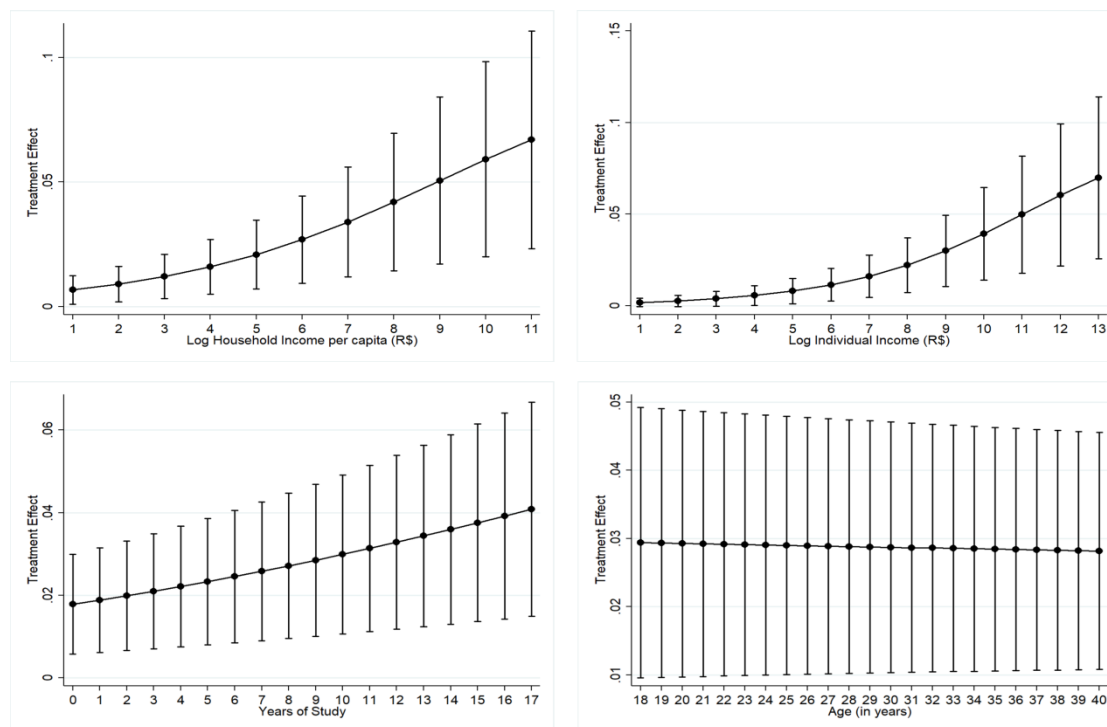 Treatment Effect
0
.05
.1
1 2 3 4 5 6 7 8 9 10 11
Log Household Income per capita (R$)
Treatment Effect
0
.05
.1
.15
1 2 3 4 5 6 7 8 9 10 11 12 13
Log Individual Income (R$)
Treatment Effect
0
.02
.04
.06
0 1 2 3 4 5 6 7 8 9 10 11 12 13 14 15 16 17
Years of Study
Treatment Effect
.01
.02
.03
.04
.05
18 19 20 21 22 23 24 25 26 27 28 29 30 31 32 33 34 35 36 37 38 39 40
Age (in years)